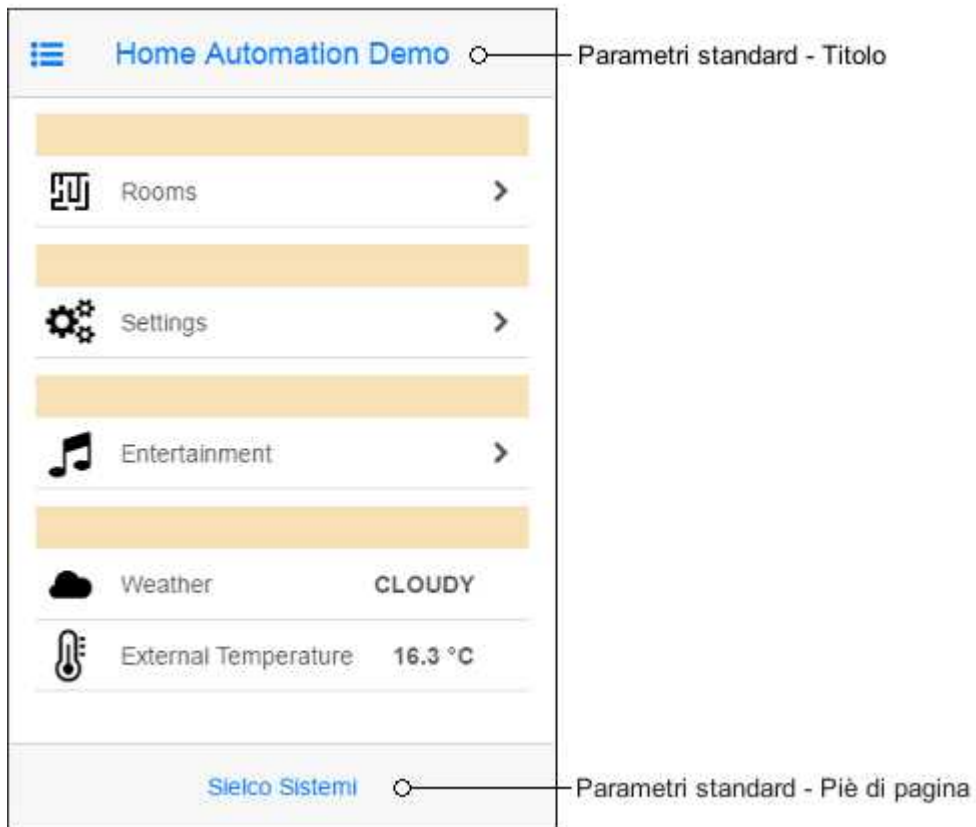 Home Automation Demo
Parametri standard - Titolo
Rooms
Settings
Entertainment
Weather CLOUDY
External Temperature 16.3 °C
Sielco Sistemi
Parametri standard - Piè di pagina